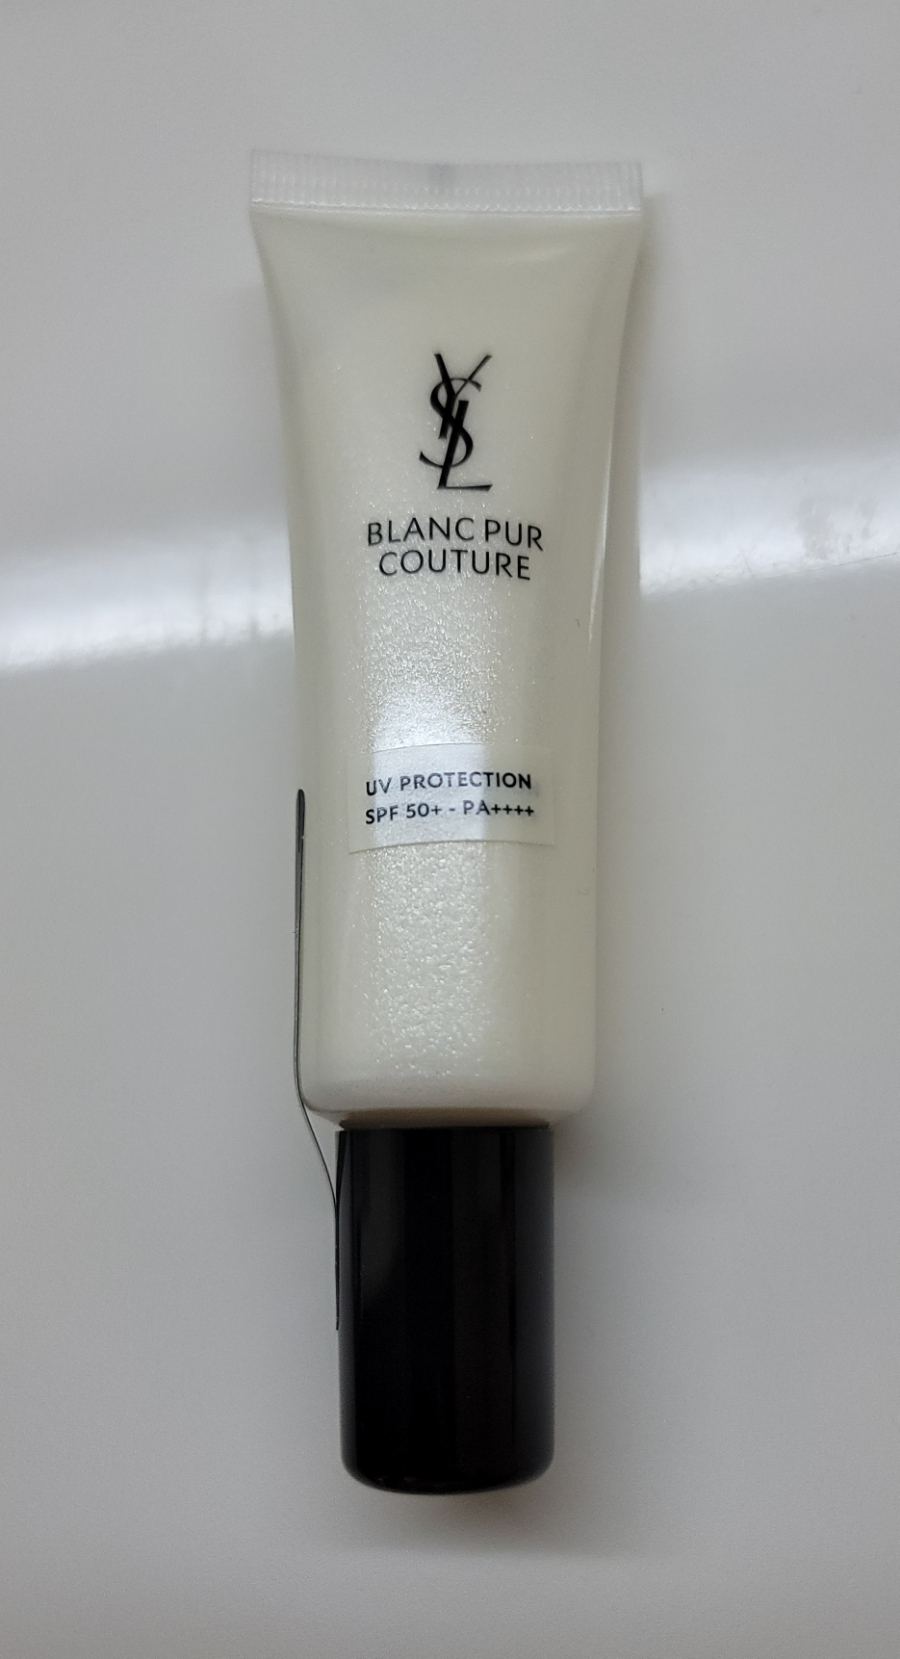 YSL
BLANC PUR
COUTURE
UV PROTECTION
SPF 50+ - PA++++